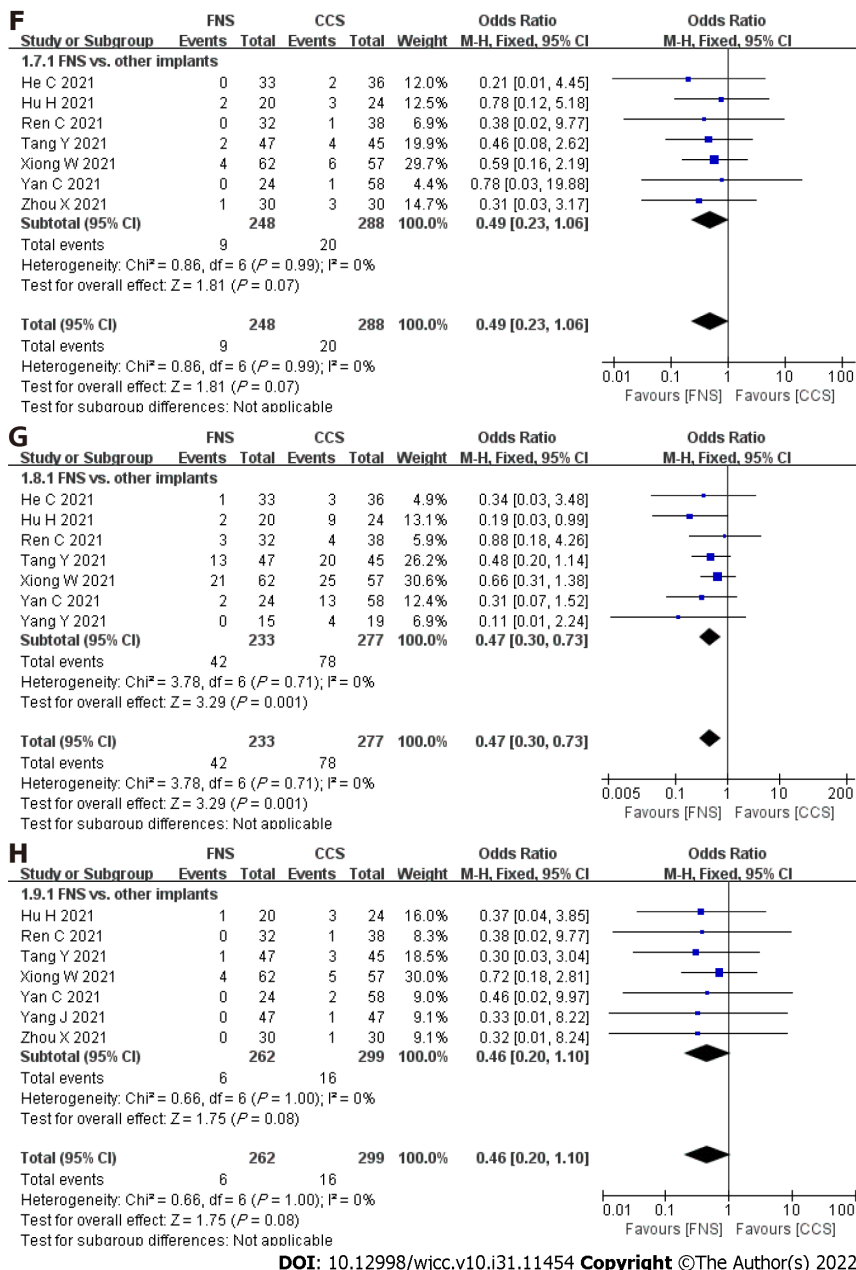 F
FNS CCS Odds Ratio Odds Ratio
Study or Subgroup Events Total Events Total Weight M-H, Fixed, 95% CI M-H, Fixed, 95% CI
1.7.1 FNS vs. other implants
He C 2021 0 33 2 36 12.0% 0.21 [0.01, 4.45]
Hu H 2021 2 20 3 24 12.5% 0.78 [0.12, 5.18]
Ren C 2021 0 32 1 38 6.9% 0.38 [0.02, 9.77]
Tang Y 2021 2 47 4 45 19.9% 0.46 [0.08, 2.62]
Xiong W 2021 4 62 6 57 29.7% 0.59 [0.16, 2.19]
Yan C 2021 0 24 1 58 4.4% 0.78 [0.03, 19.88]
Zhou X 2021 1 30 3 30 14.7% 0.31 [0.03, 3.17]
Subtotal (95% CI) 248 288 100.0% 0.49 [0.23, 1.06]
Total events 9 20
Heterogeneity: Chi² = 0.86, df = 6 (P = 0.99); I² = 0%
Test for overall effect: Z = 1.81 (P = 0.07)
Total (95% CI) 248 288 100.0% 0.49 [0.23, 1.06]
Total events 9 20
Heterogeneity: Chi² = 0.86, df = 6 (P = 0.99); I² = 0%
Test for overall effect: Z = 1.81 (P = 0.07)
Test for subgroup differences: Not applicable
0.01 0.1 1 10 100
Favours [FNS] Favours [CCS]
G
FNS CCS Odds Ratio Odds Ratio
Study or Subgroup Events Total Events Total Weight M-H, Fixed, 95% CI M-H, Fixed, 95% CI
1.8.1 FNS vs. other implants
He C 2021 1 33 3 36 4.9% 0.34 [0.03, 3.48]
Hu H 2021 2 20 9 24 13.1% 0.19 [0.03, 0.99]
Ren C 2021 3 32 4 38 5.9% 0.88 [0.18, 4.26]
Tang Y 2021 13 47 20 45 26.2% 0.48 [0.20, 1.14]
Xiong W 2021 21 62 25 57 30.6% 0.66 [0.31, 1.38]
Yan C 2021 2 24 13 58 12.4% 0.31 [0.07, 1.52]
Yang Y 2021 0 15 4 19 6.9% 0.11 [0.01, 2.24]
Subtotal (95% CI) 233 277 100.0% 0.47 [0.30, 0.73]
Total events 42 78
Heterogeneity: Chi² = 3.78, df = 6 (P = 0.71); I² = 0%
Test for overall effect: Z = 3.29 (P = 0.001)
Total (95% CI) 233 277 100.0% 0.47 [0.30, 0.73]
Total events 42 78
Heterogeneity: Chi² = 3.78, df = 6 (P = 0.71); I² = 0%
Test for overall effect: Z = 3.29 (P = 0.001)
Test for subgroup differences: Not applicable
0.005 0.1 1 10 200
Favours [FNS] Favours [CCS]
H
FNS CCS Odds Ratio Odds Ratio
Study or Subgroup Events Total Events Total Weight M-H, Fixed, 95% CI M-H, Fixed, 95% CI
1.9.1 FNS vs. other implants
Hu H 2021 1 20 3 24 16.0% 0.37 [0.04, 3.85]
Ren C 2021 0 32 1 38 8.3% 0.38 [0.02, 9.77]
Tang Y 2021 1 47 3 45 18.5% 0.30 [0.03, 3.04]
Xiong W 2021 4 62 5 57 30.0% 0.72 [0.18, 2.81]
Yan C 2021 0 24 2 58 9.0% 0.46 [0.02, 9.97]
Yang J 2021 0 47 1 47 9.1% 0.33 [0.01, 8.22]
Zhou X 2021 0 30 1 30 9.1% 0.32 [0.01, 8.24]
Subtotal (95% CI) 262 299 100.0% 0.46 [0.20, 1.10]
Total events 6 16
Heterogeneity: Chi² = 0.66, df = 6 (P = 1.00); I² = 0%
Test for overall effect: Z = 1.75 (P = 0.08)
Total (95% CI) 262 299 100.0% 0.46 [0.20, 1.10]
Total events 6 16
Heterogeneity: Chi² = 0.66, df = 6 (P = 1.00); I² = 0%
Test for overall effect: Z = 1.75 (P = 0.08)
Test for subgroup differences: Not applicable
0.01 0.1 1 10 100
Favours [FNS] Favours [CCS]
DOI: 10.12998/wjcc.v10.i31.11454 Copyright ©The Author(s) 2022